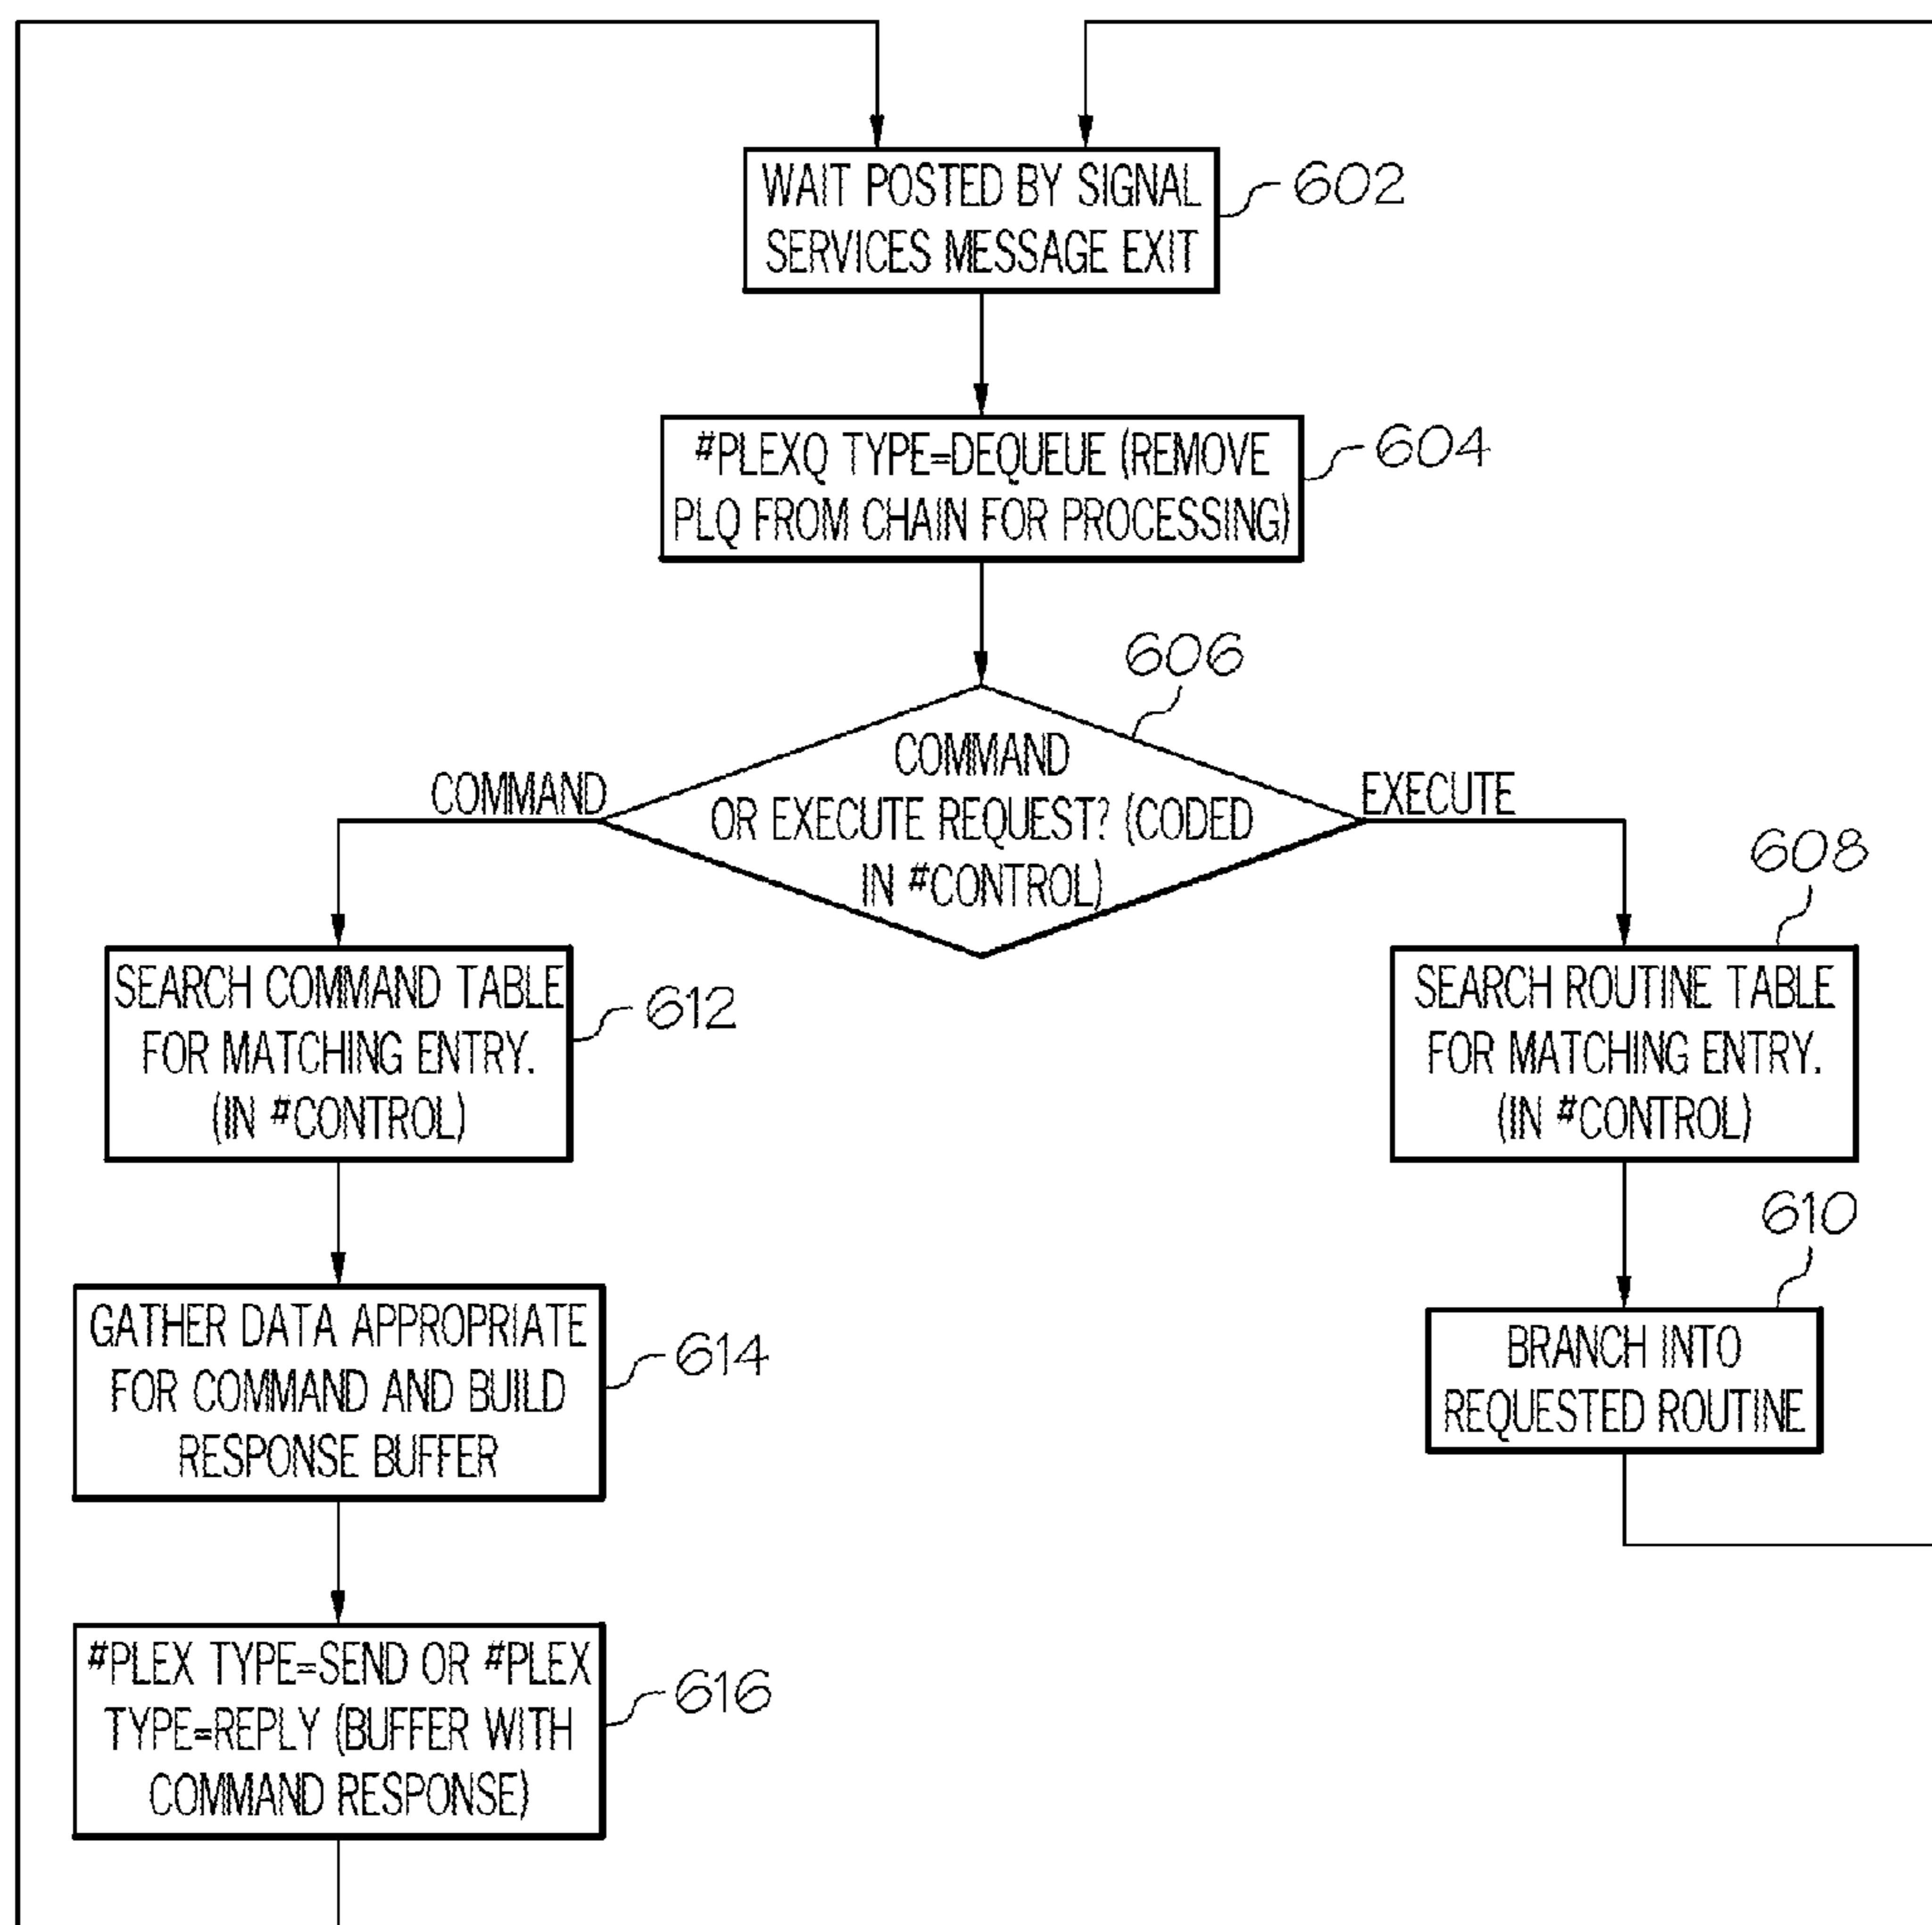 WAIT POSTED BY SIGNAL
SERVICES MESSAGE EXIT
602
#PLEXQ TYPE=DEQUEUE (REMOVE
PLQ FROM CHAIN FOR PROCESSING)
604
606
COMMAND
OR EXECUTE REQUEST? (CODED
IN #CONTROL)
COMMAND
EXECUTE
SEARCH COMMAND TABLE
FOR MATCHING ENTRY.
(IN #CONTROL)
612
608
SEARCH ROUTINE TABLE
FOR MATCHING ENTRY.
(IN #CONTROL)
GATHER DATA APPROPRIATE
FOR COMMAND AND BUILD
RESPONSE BUFFER
614
610
BRANCH INTO
REQUESTED ROUTINE
#PLEX TYPE=SEND OR #PLEX
TYPE=REPLY (BUFFER WITH
COMMAND RESPONSE)
616